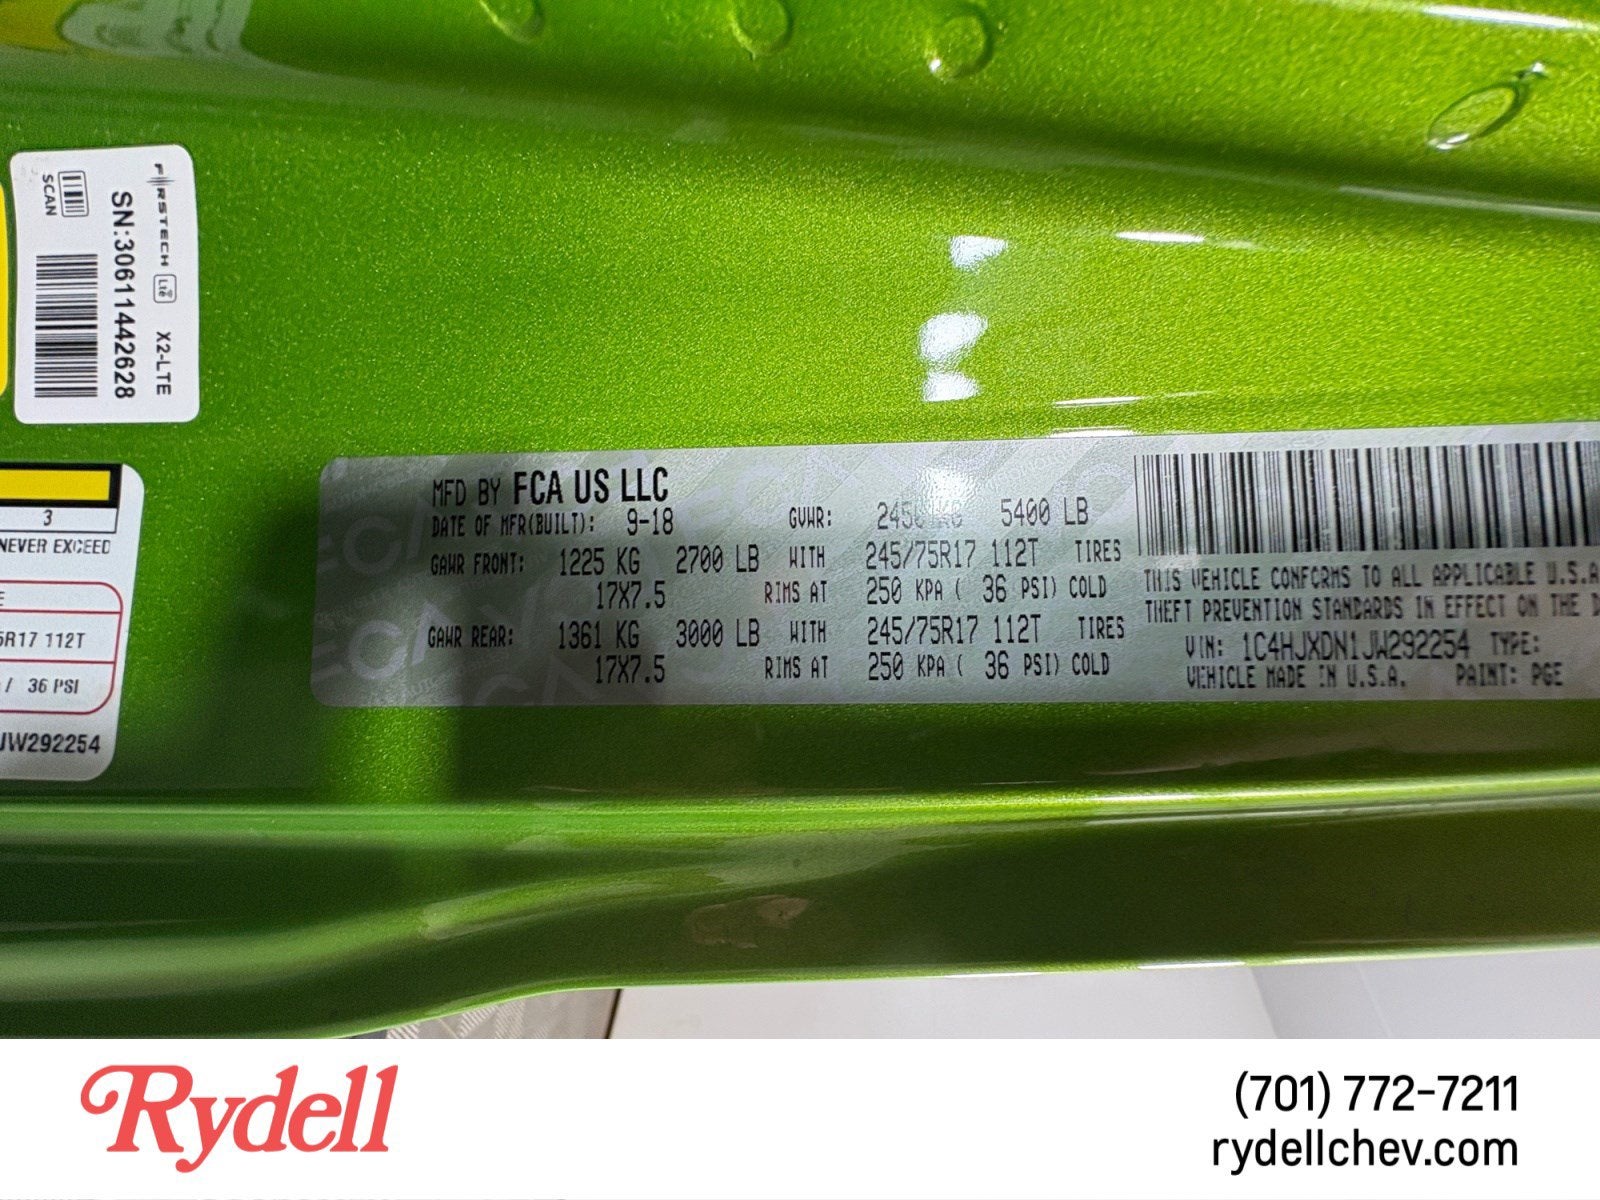 FIRSTECH LTE X2-LTE
SN:30611442628
SCAN
3
NEVER EXCEED
5R17 112T
/ 36 PSI
JW292254
MFD BY FCA US LLC
DATE OF MFR(BUILT): 9-18 GVWR: 5400 LB
GAWR FRONT: 1225 KG 2700 LB WITH 245/75R17 112T TIRES
17X7.5 RIMS AT 250 KPA ( 36 PSI) COLD
GAWR REAR: 1361 KG 3000 LB WITH 245/75R17 112T TIRES
17X7.5 RIMS AT 250 KPA ( 36 PSI) COLD
THIS VEHICLE CONFORMS TO ALL APPLICABLE U.S.A
THEFT PREVENTION STANDARDS IN EFFECT ON THE D
VIN: 1C4HJXDN1JW292254 TYPE:
VEHICLE MADE IN U.S.A. PAINT: PGE
Rydell
(701) 772-7211
rydellchev.com